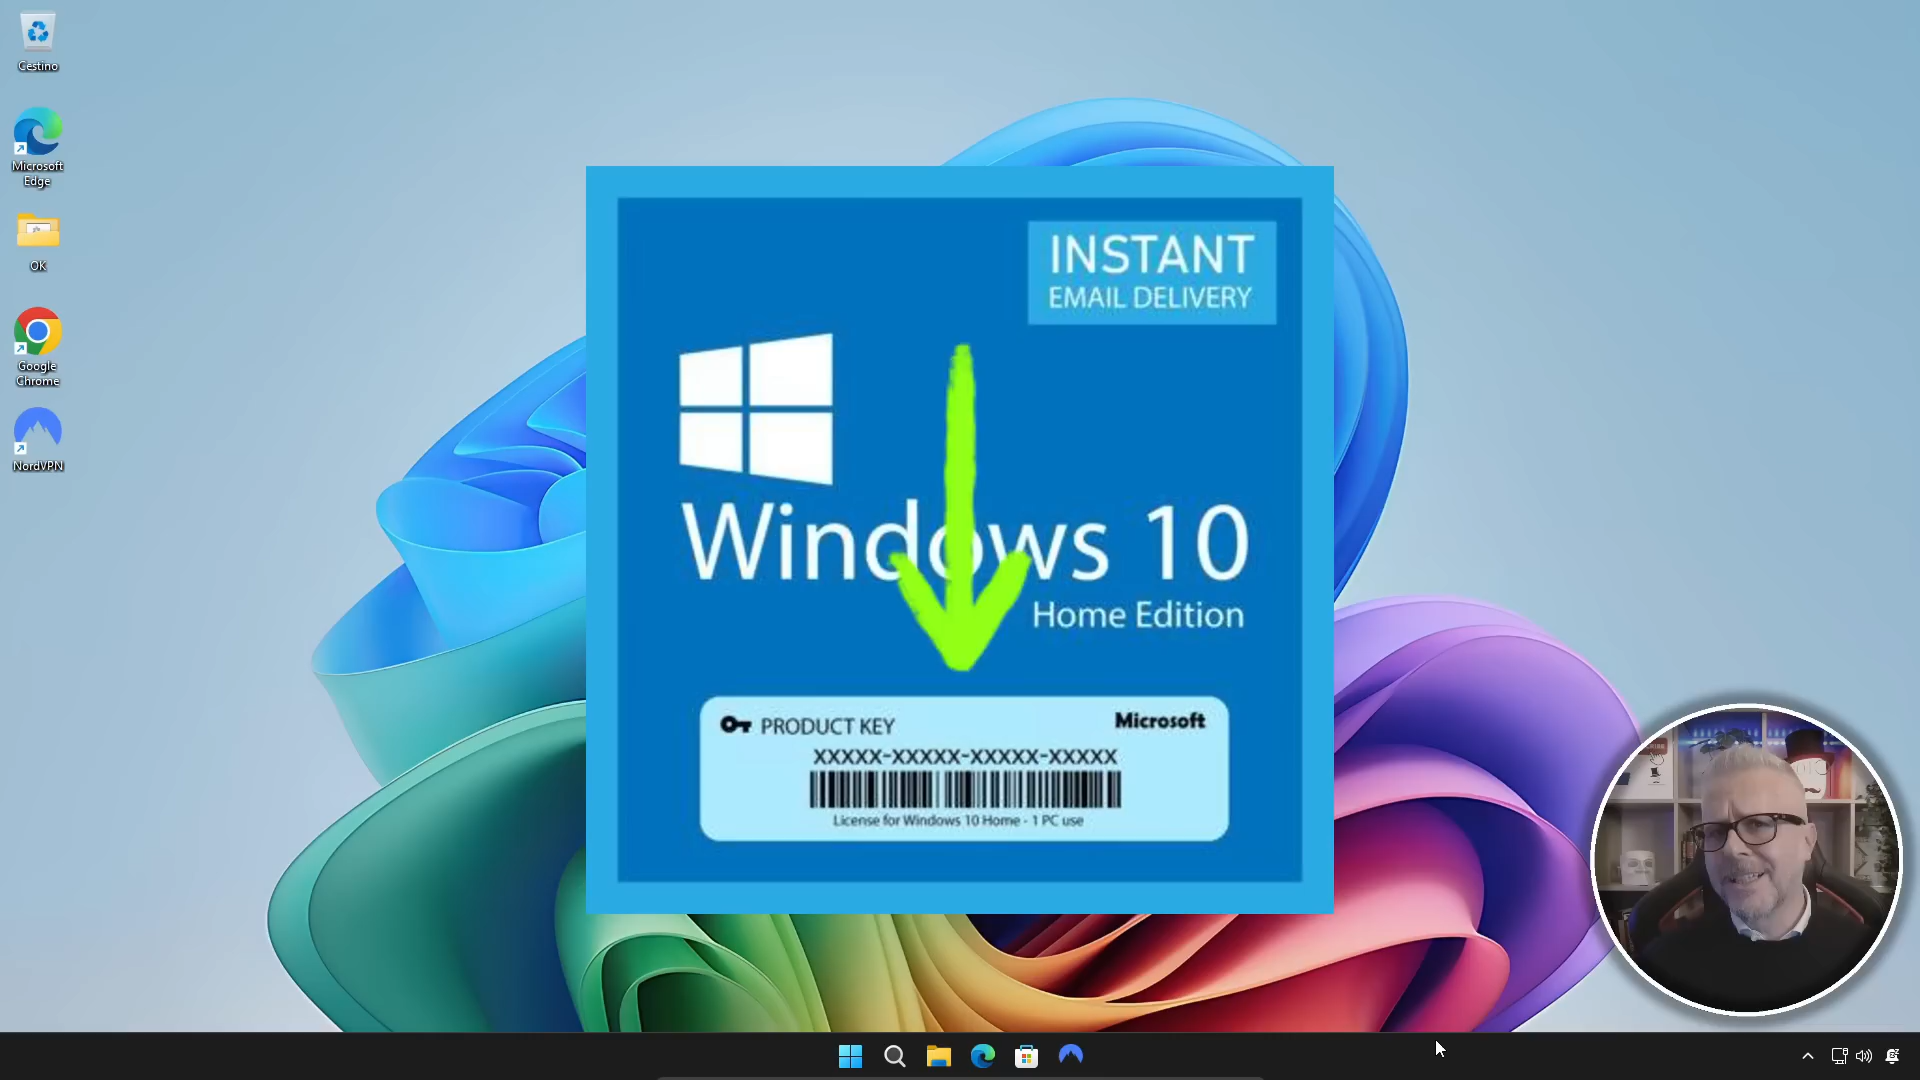 Cestino
Microsoft
Edge
OK
Google
Chrome
NordVPN
INSTANT
EMAIL DELIVERY
Windows 10
Home Edition
PRODUCT KEY
Microsoft
XXXXX-XXXXX-XXXXX-XXXXX
License for Windows 10 Home - 1 PC use